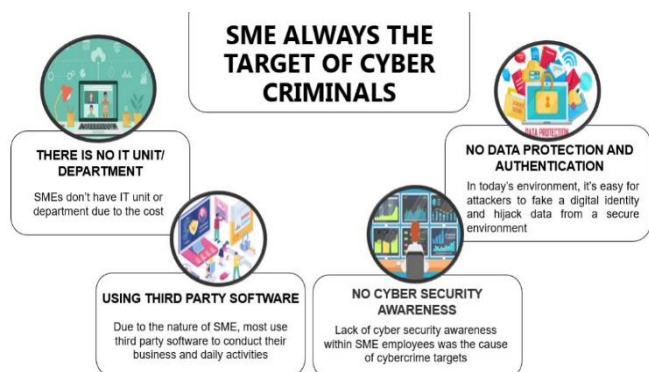 SME ALWAYS THE
TARGET OF CYBER
CRIMINALS
THERE IS NO IT UNIT/
DEPARTMENT
SMEs don't have IT unit or
department due to the cost
USING THIRD PARTY SOFTWARE
Due to the nature of SME, most use
third party software to conduct their
business and daily activities
NO CYBER SECURITY
AWARENESS
Lack of cyber security awareness
within SME employees was the cause
of cybercrime targets
DATA PROTECTION
NO DATA PROTECTION AND
AUTHENTICATION
In today's environment, it's easy for
attackers to fake a digital identity
and hijack data from a secure
environment